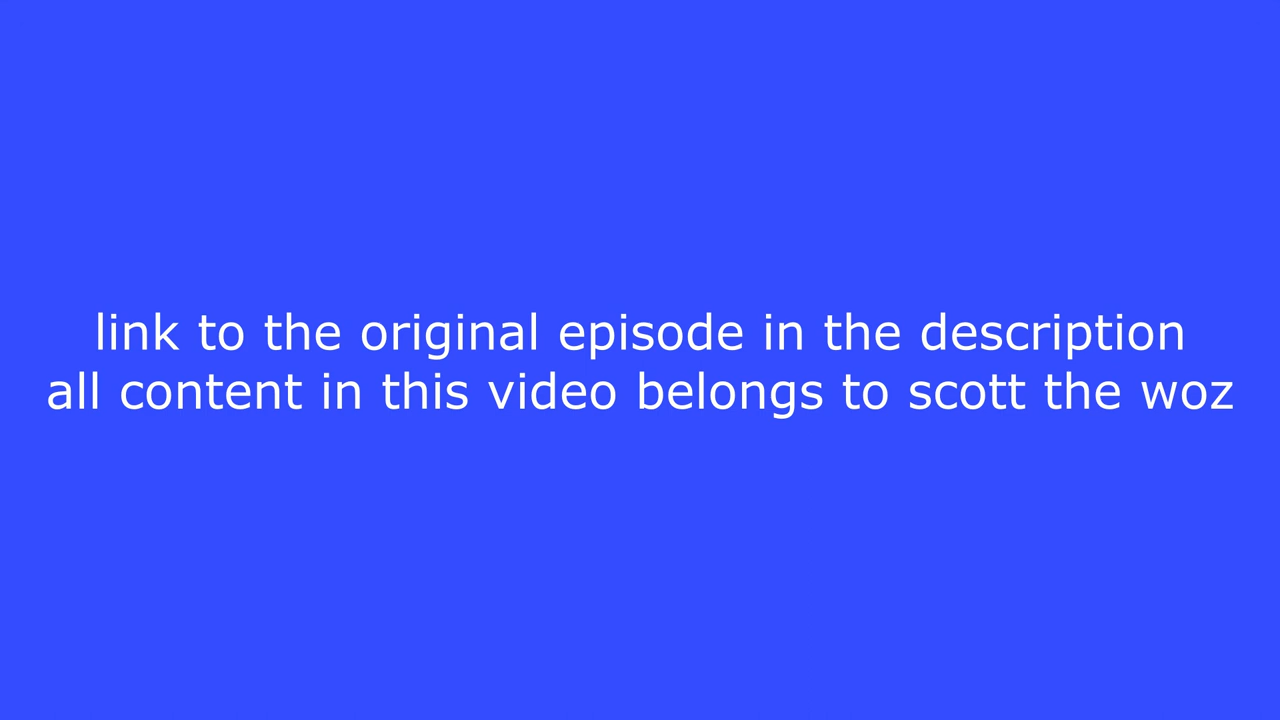 link to the original episode in the description
all content in this video belongs to scott the woz